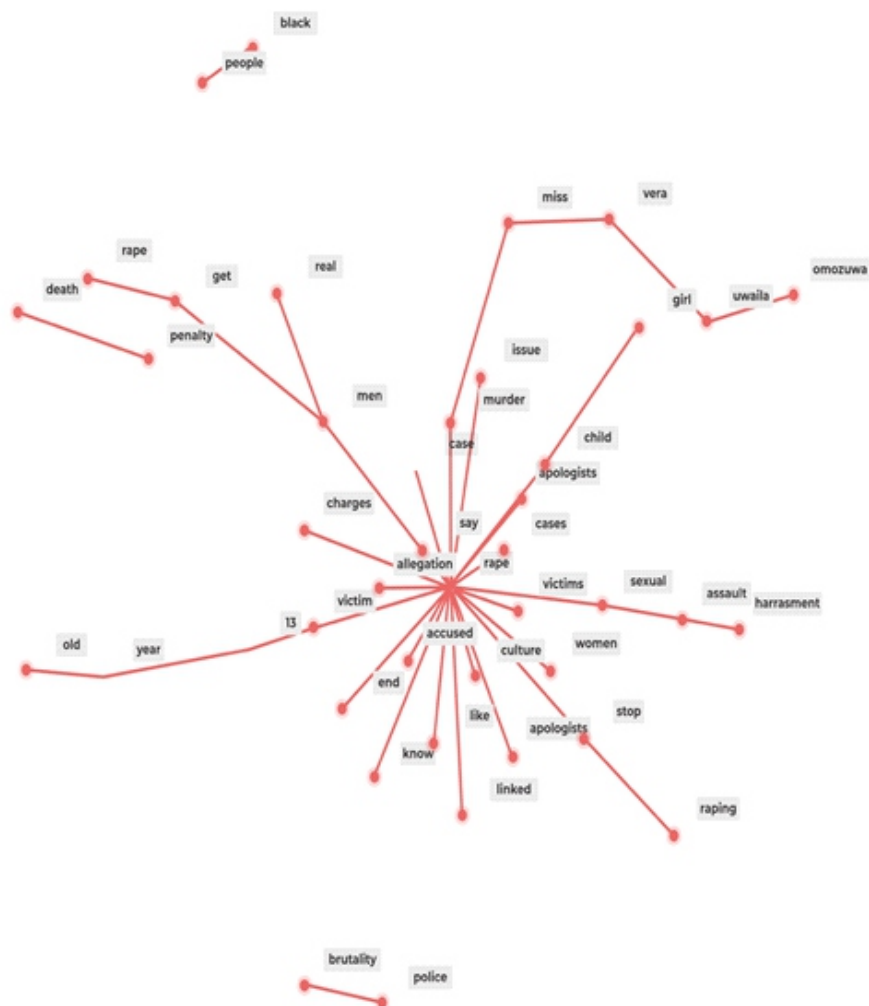 black
people
miss
vera
rape
get
real
omozuwa
death
girl
uwaila
penalty
issue
men
murder
case
child
apologists
charges
say
cases
allegation
rape
victims
sexual
assault
harrasment
victim
13
accused
old
year
culture
women
end
like
stop
know
apologists
linked
raping
brutality
police